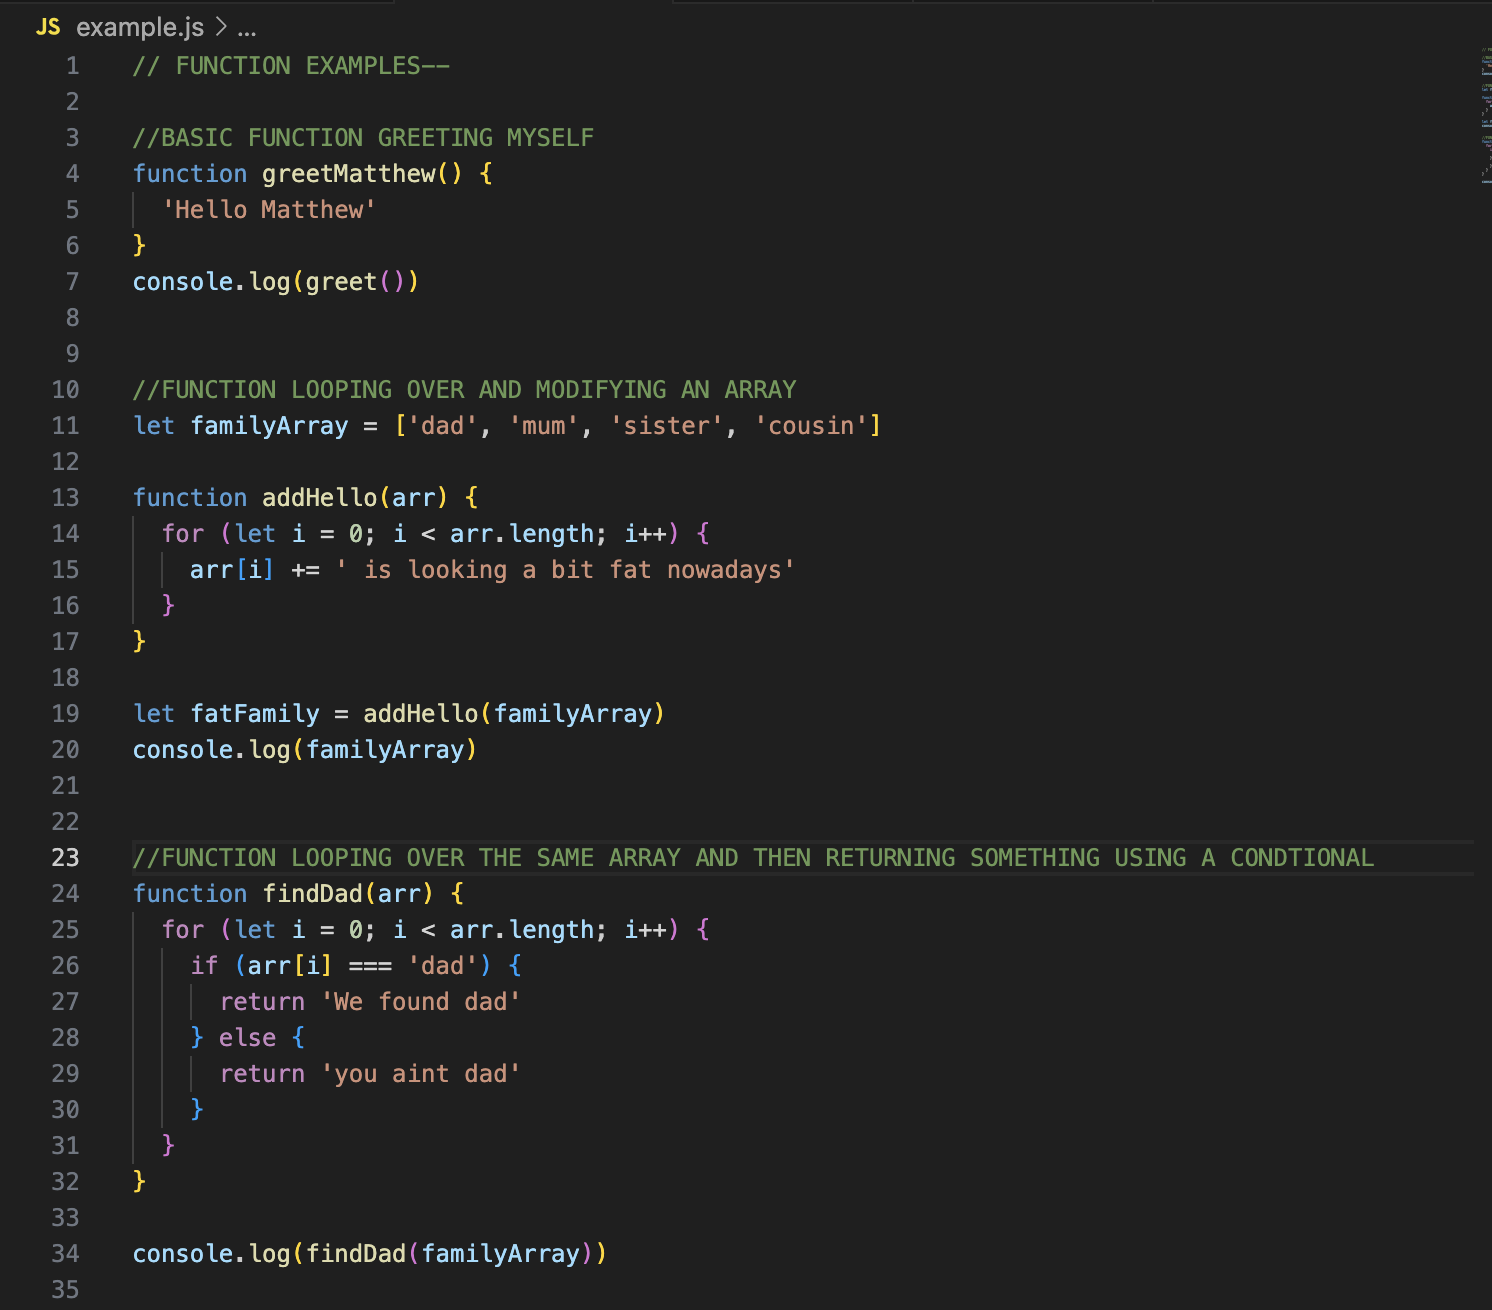 JS example.js > ...
1 // FUNCTION EXAMPLES--
2
3 //BASIC FUNCTION GREETING MYSELF
4 function greetMatthew() {
5   'Hello Matthew'
6 }
7 console.log(greet())
8
9
10 //FUNCTION LOOPING OVER AND MODIFYING AN ARRAY
11 let familyArray = ['dad', 'mum', 'sister', 'cousin']
12
13 function addHello(arr) {
14   for (let i = 0; i < arr.length; i++) {
15     arr[i] += ' is looking a bit fat nowadays'
16   }
17 }
18
19 let fatFamily = addHello(familyArray)
20 console.log(familyArray)
21
22
23 //FUNCTION LOOPING OVER THE SAME ARRAY AND THEN RETURNING SOMETHING USING A CONDTIONAL
24 function findDad(arr) {
25   for (let i = 0; i < arr.length; i++) {
26     if (arr[i] === 'dad') {
27       return 'We found dad'
28     } else {
29       return 'you aint dad'
30     }
31   }
32 }
33
34 console.log(findDad(familyArray))
35